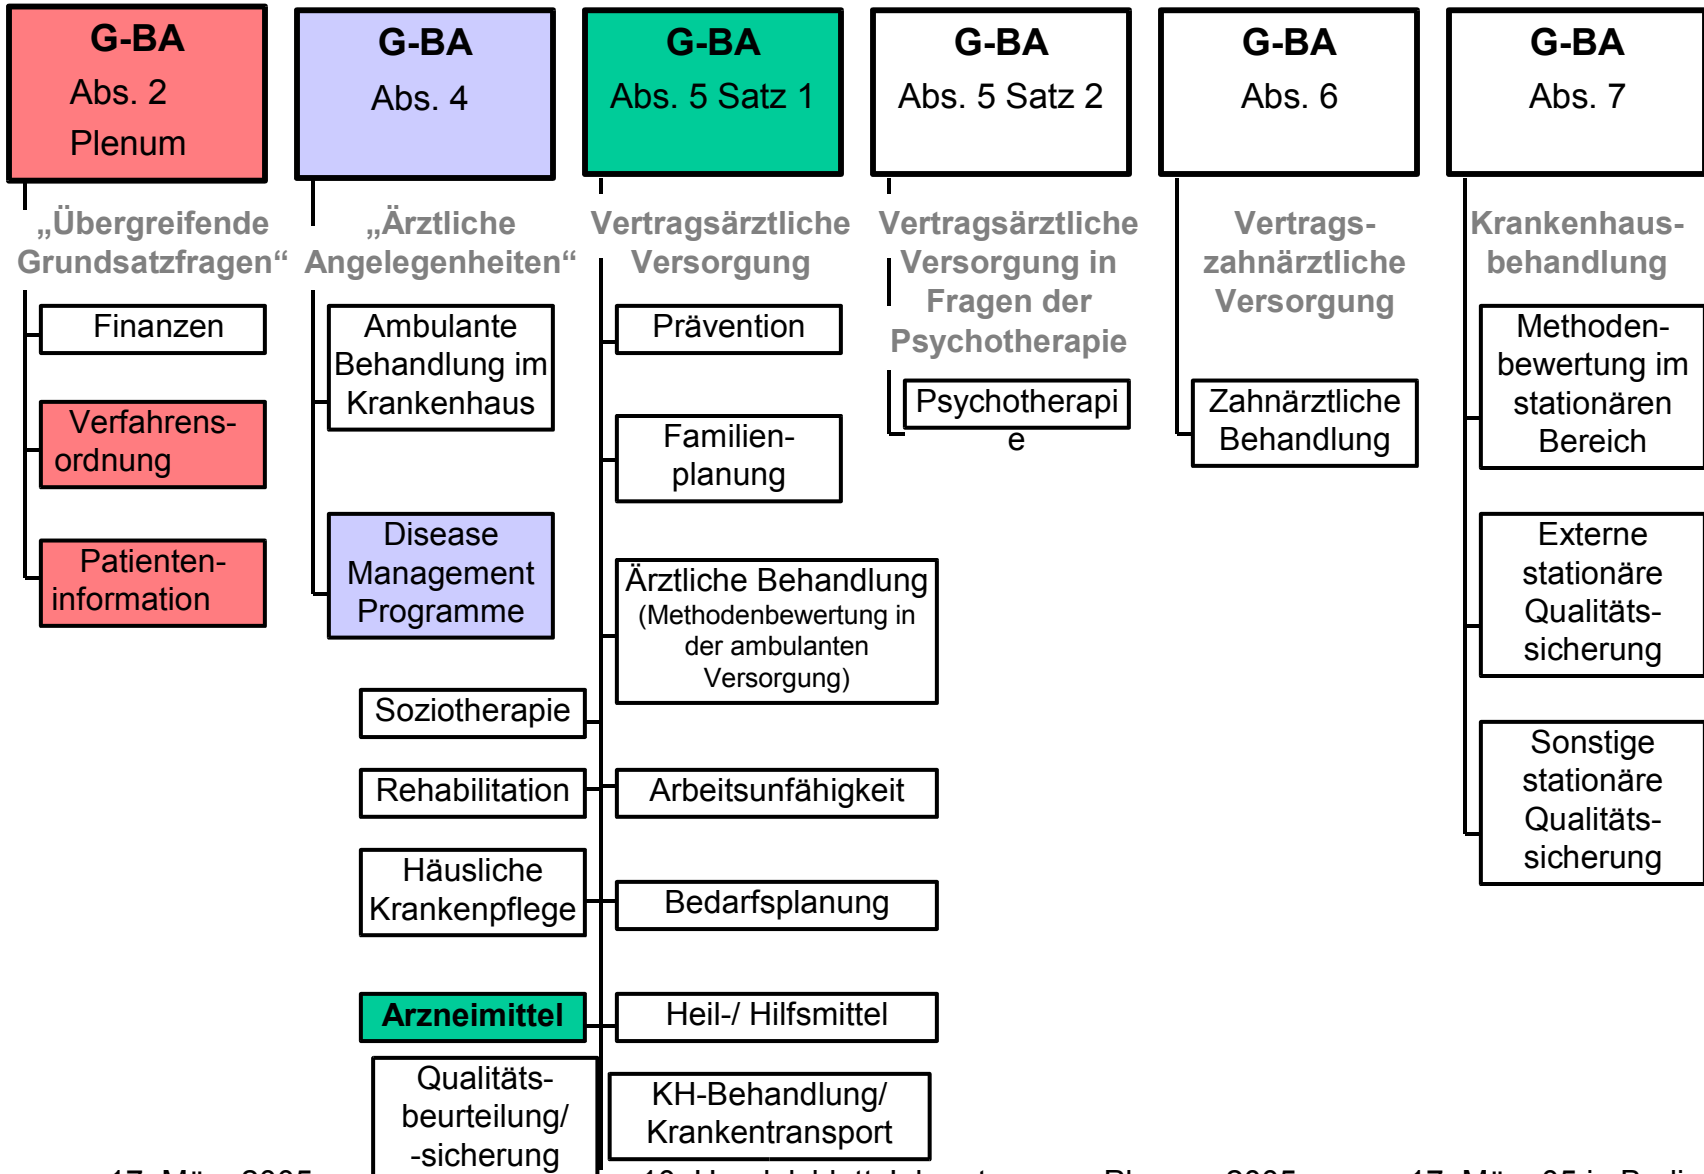 G-BA
Abs. 2
Plenum
„Übergreifende
Grundsatzfragen“
Finanzen
Verfahrens-
ordnung
Patienten-
information
G-BA
Abs. 4
„Ärztliche
Angelegenheiten“
Ambulante
Behandlung im
Krankenhaus
Disease
Management
Programme
G-BA
Abs. 5 Satz 1
Vertragsärztliche
Versorgung
Prävention
Familien-
planung
Ärztliche Behandlung
(Methodenbewertung in
der ambulanten
Versorgung)
Soziotherapie
Rehabilitation
Arbeitsunfähigkeit
Häusliche
Krankenpflege
Bedarfsplanung
Arzneimittel
Heil-/ Hilfsmittel
Qualitäts-
beurteilung/
-sicherung
KH-Behandlung/
Krankentransport
G-BA
Abs. 5 Satz 2
Vertragsärztliche
Versorgung in
Fragen der
Psychotherapie
Psychotherapi
e
G-BA
Abs. 6
Vertrags-
zahnärztliche
Versorgung
Zahnärztliche
Behandlung
G-BA
Abs. 7
Krankenhaus-
behandlung
Methoden-
bewertung im
stationären
Bereich
Externe
stationäre
Qualitäts-
sicherung
Sonstige
stationäre
Qualitäts-
sicherung